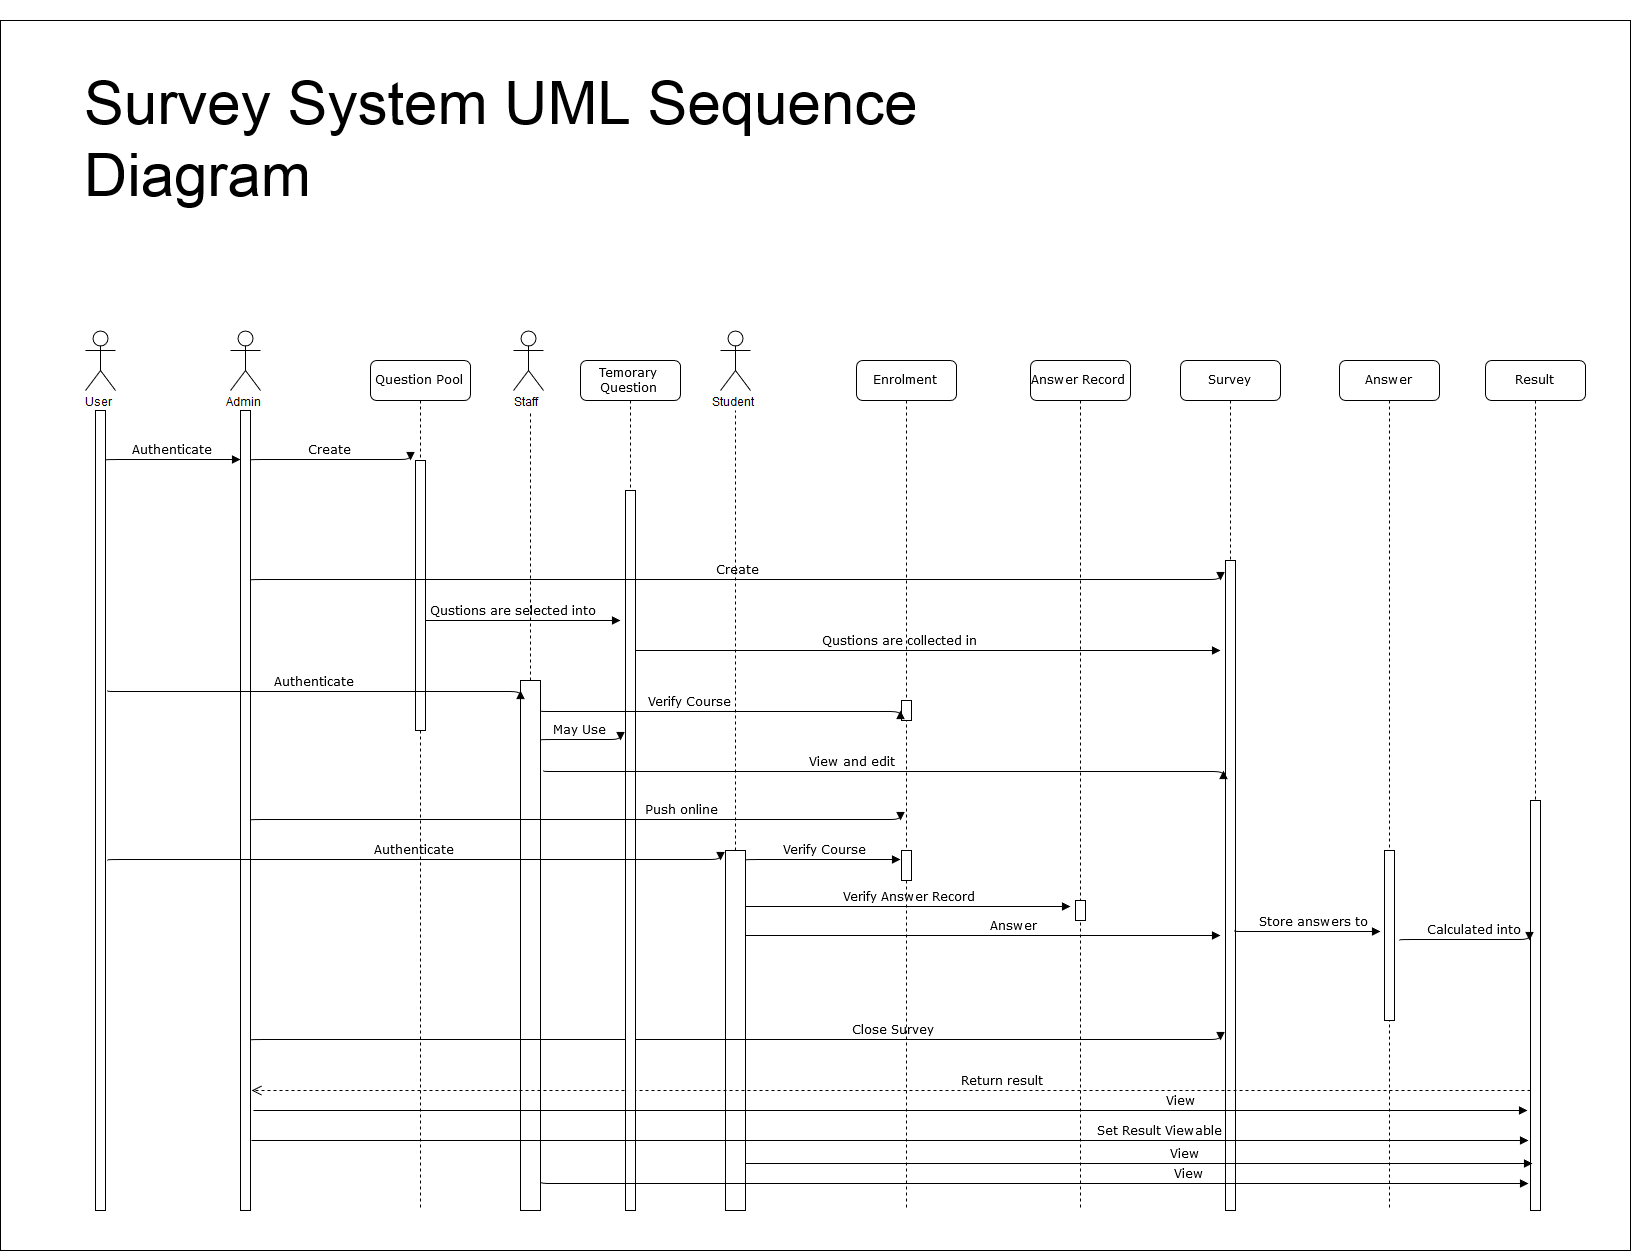 Survey System UML Sequence
Diagram
User
Admin
Question Pool
Staff
Temorary
Question
Student
Enrolment
Answer Record
Survey
Answer
Result
Authenticate
Create
Create
Qustions are selected into
Qustions are collected in
Authenticate
Verify Course
May Use
View and edit
Push online
Authenticate
Verify Course
Verify Answer Record
Answer
Store answers to
Calculated into
Close Survey
Return result
View
Set Result Viewable
View
View